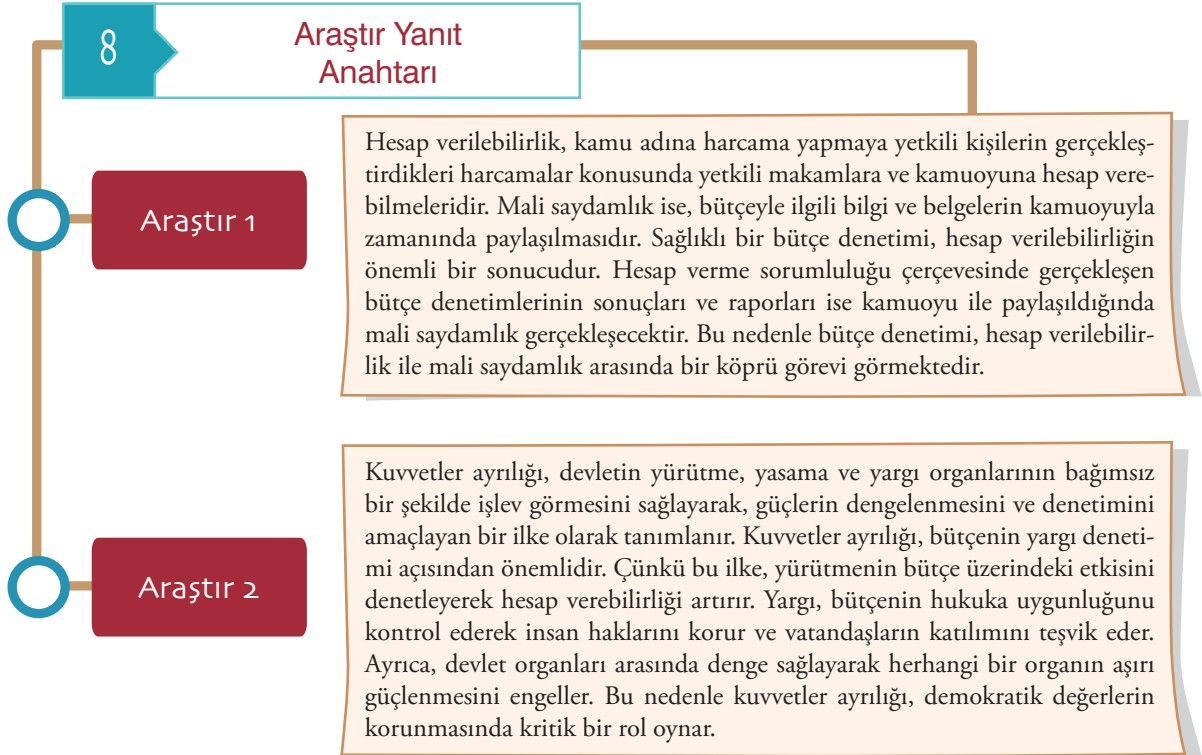 8
Araştır Yanıt
Anahtarı
Araştır 1
Hesap verilebilirlik, kamu adına harcama yapmaya yetkili kişilerin gerçekleş-
tirdikleri harcamalar konusunda yetkili makamlara ve kamuoyuna hesap vere-
bilmeleridir. Mali saydamlık ise, bütçeyle ilgili bilgi ve belgelerin kamuoyuyla
zamanında paylaşılmasıdır. Sağlıklı bir bütçe denetimi, hesap verilebilirliğin
önemli bir sonucudur. Hesap verme sorumluluğu çerçevesinde gerçekleşen
bütçe denetimlerinin sonuçları ve raporları ise kamuoyu ile paylaşıldığında
mali saydamlık gerçekleşecektir. Bu nedenle bütçe denetimi, hesap verilebilir-
lik ile mali saydamlık arasında bir köprü görevi görmektedir.
Araştır 2
Kuvvetler ayrılığı, devletin yürütme, yasama ve yargı organlarının bağımsız
bir şekilde işlev görmesini sağlayarak, güçlerin dengelenmesini ve denetimini
amaçlayan bir ilke olarak tanımlanır. Kuvvetler ayrılığı, bütçenin yargı deneti-
mi açısından önemlidir. Çünkü bu ilke, yürütmenin bütçe üzerindeki etkisini
denetleyerek hesap verebilirliği artırır. Yargı, bütçenin hukuka uygunluğunu
kontrol ederek insan haklarını korur ve vatandaşların katılımını teşvik eder.
Ayrıca, devlet organları arasında denge sağlayarak herhangi bir organın aşırı
güçlenmesini engeller. Bu nedenle kuvvetler ayrılığı, demokratik değerlerin
korunmasında kritik bir rol oynar.